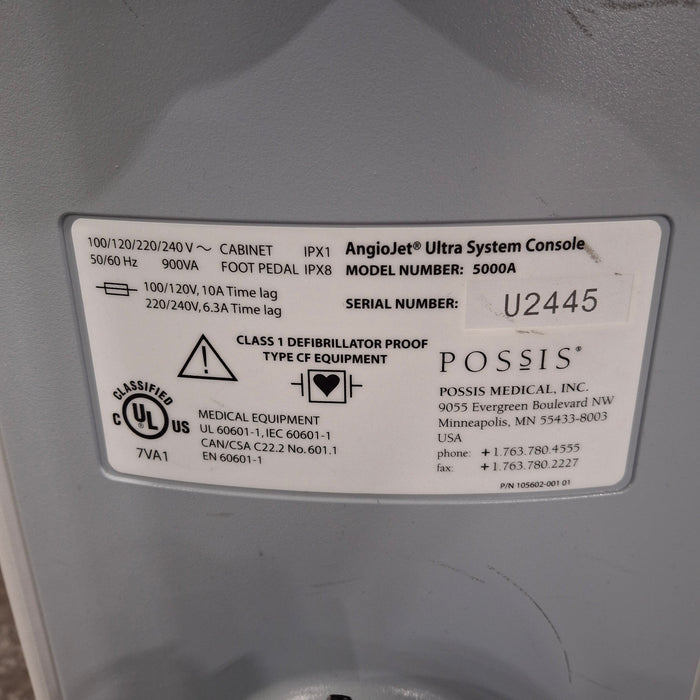 100/120/220/240 V ～ CABINET IPX1
50/60 Hz 900VA FOOT PEDAL IPX8
100/120V, 10A Time lag
220/240V, 6.3A Time lag
AngioJet® Ultra System Console
MODEL NUMBER: 5000A
SERIAL NUMBER: U2445
CLASS 1 DEFIBRILLATOR PROOF
TYPE CF EQUIPMENT
CLASSIFIED
C UL® US
7VA1
MEDICAL EQUIPMENT
UL 60601-1, IEC 60601-1
CAN/CSA C22.2 No. 601.1
EN 60601-1
POSSIS®
POSSIS MEDICAL, INC.
9055 Evergreen Boulevard NW
Minneapolis, MN 55433-8003
USA
phone: +1.763.780.4555
fax: +1.763.780.2227
P/N 105602-001 01